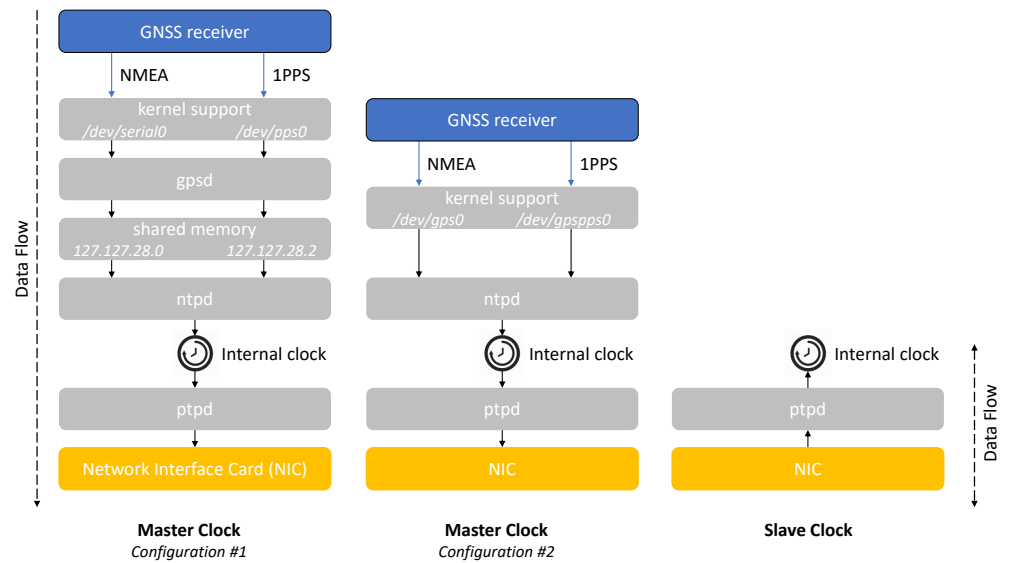 GNSS receiver
NMEA
1PPS
kernel support
/dev/serial0
/dev/pps0
gpsd
shared memory
127.127.28.0
127.127.28.2
ntpd
Internal clock
ptpd
Network Interface Card (NIC)
Master Clock
Configuration #1
GNSS receiver
NMEA
1PPS
kernel support
/dev/gps0
/dev/gpspps0
ntpd
Internal clock
ptpd
NIC
Master Clock
Configuration #2
Internal clock
ptpd
NIC
Slave Clock
Data Flow
Data Flow